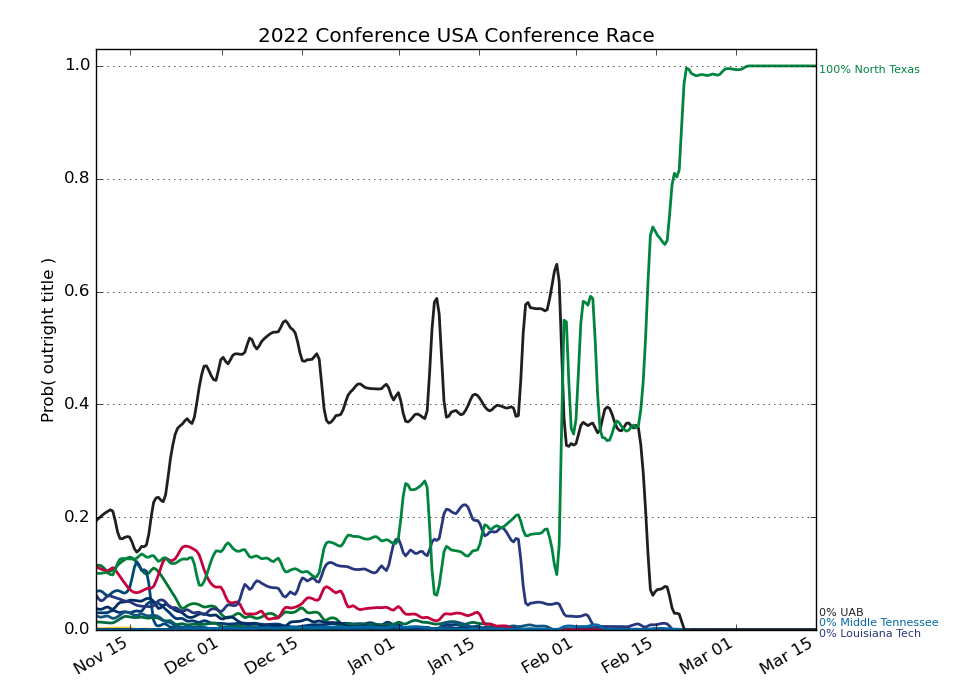 2022 Conference USA Conference Race
Prob( outright title )
1.0
0.8
0.6
0.4
0.2
0.0
100% North Texas
0% UAB
0% Middle Tennessee
0% Louisiana Tech
Nov 15
Dec 01
Dec 15
Jan 01
Jan 15
Feb 01
Feb 15
Mar 01
Mar 15